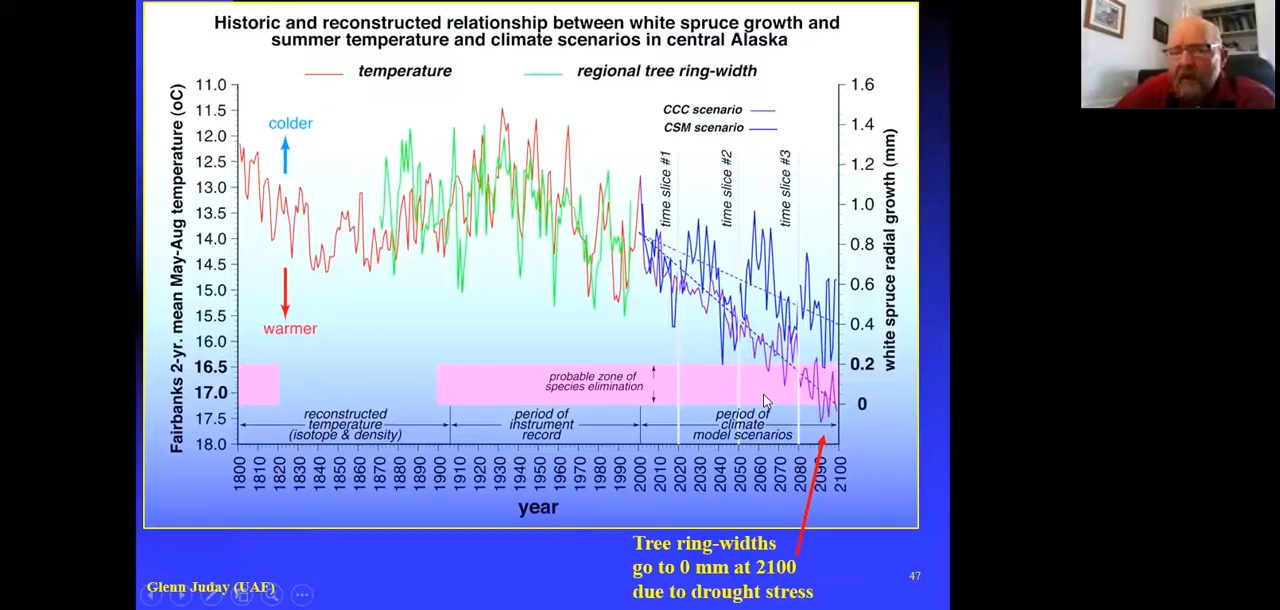 Historic and reconstructed relationship between white spruce growth and
summer temperature and climate scenarios in central Alaska
temperature
regional tree ring-width
CCC scenario
CSM scenario
colder
warmer
time slice #1
time slice #2
time slice #3
Fairbanks 2-yr. mean May-Aug temperature (oC)
11.0
11.5
12.0
12.5
13.0
13.5
14.0
14.5
15.0
15.5
16.0
16.5
17.0
17.5
18.0
white spruce radial growth (mm)
1.6
1.4
1.2
1.0
0.8
0.6
0.4
0.2
0
probable zone of
species elimination
reconstructed
temperature
(isotope & density)
period of
instrument
record
period of
climate
model scenarios
1800
1810
1820
1830
1840
1850
1860
1870
1880
1890
1900
1910
1920
1930
1940
1950
1960
1970
1980
1990
2000
2010
2020
2030
2040
2050
2060
2070
2080
2090
2100
year
Tree ring-widths
go to 0 mm at 2100
due to drought stress
Glenn Juday (UAF)
47